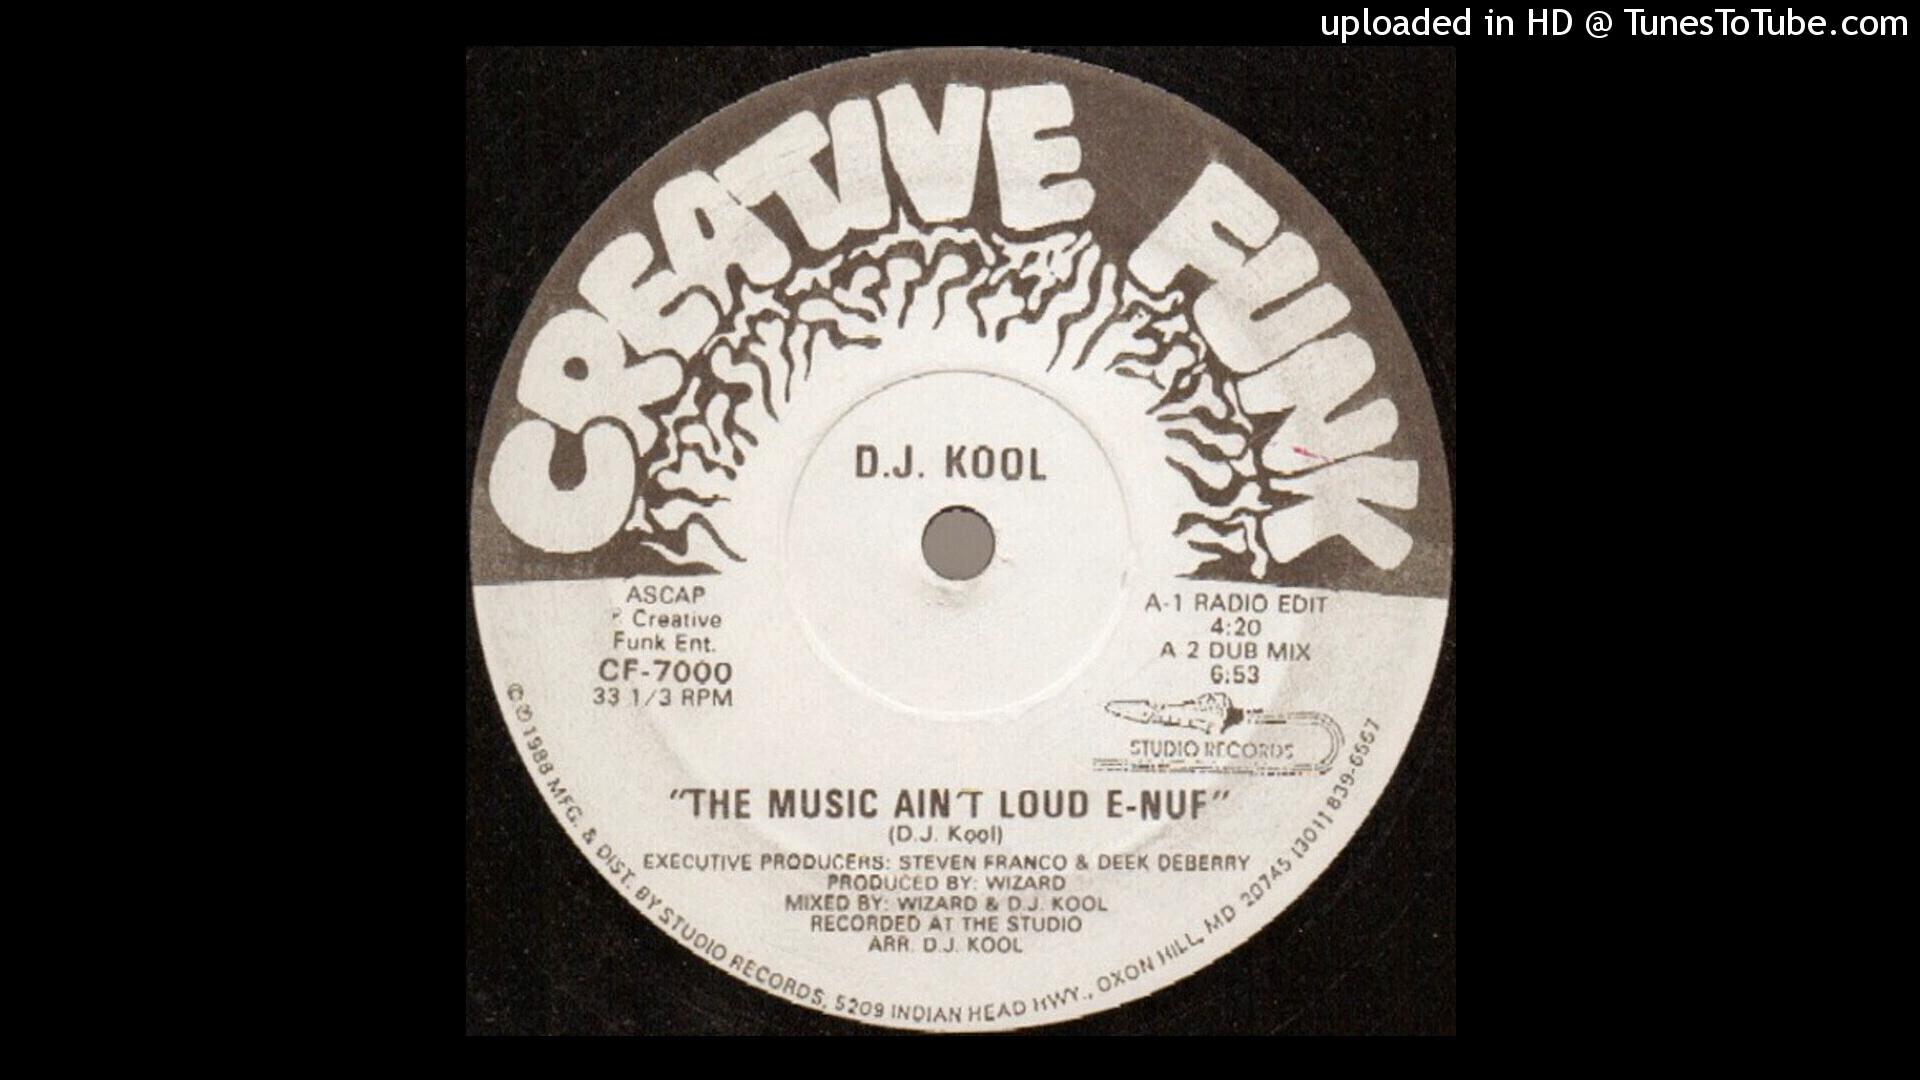 uploaded in HD @ TunesToTube.com
CREATIVE FUNK
D.J. KOOL
ASCAP
Creative
Funk Ent.
CF-7000
33 1/3 RPM
A-1 RADIO EDIT
4:20
A 2 DUB MIX
6:53
STUDIO RECORDS
"THE MUSIC AIN'T LOUD E-NUF"
(D.J. Kool)
EXECUTIVE PRODUCERS: STEVEN FRANCO & DEEK DEBERRY
PRODUCED BY: WIZARD
MIXED BY: WIZARD & D.J. KOOL
RECORDED AT THE STUDIO
ARR. D.J. KOOL
©℗1988 MFG. & DIST. BY STUDIO RECORDS, 5209 INDIAN HEAD HWY., OXON HILL, MD 20745 (301) 839-6567